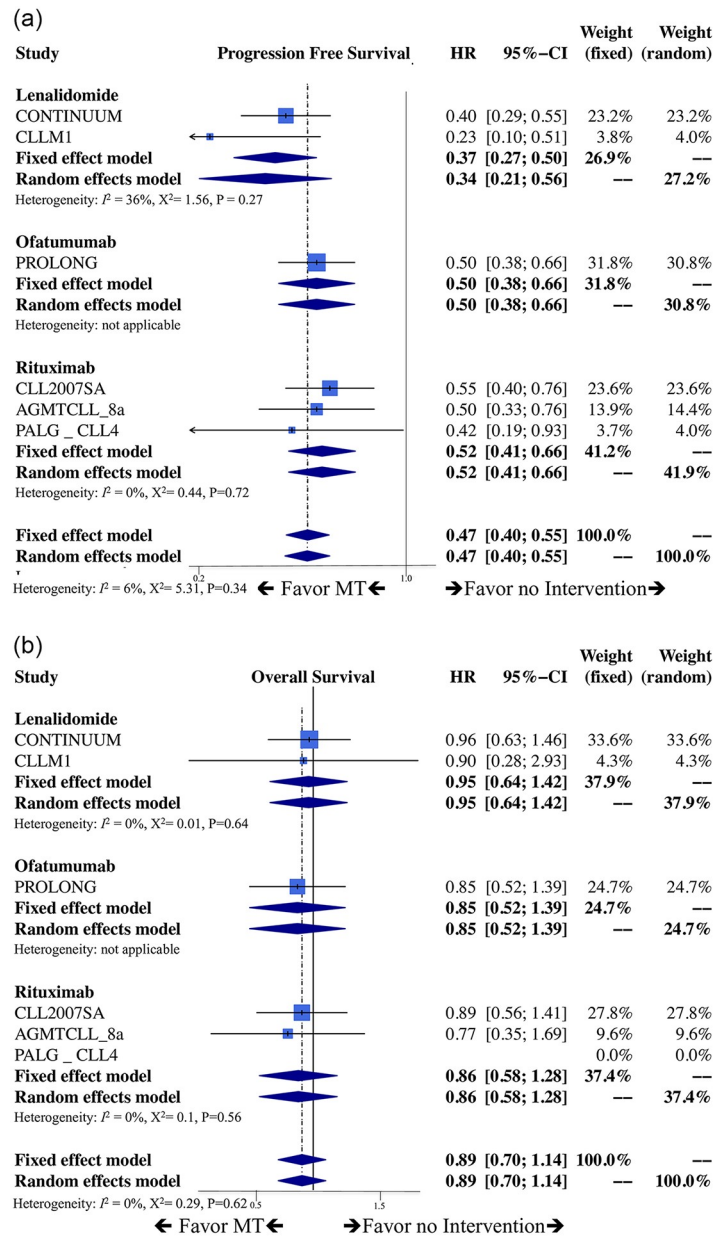 (a)
Weight Weight
Study Progression Free Survival HR 95%−CI (fixed) (random)
Lenalidomide
CONTINUUM 0.40 [0.29; 0.55] 23.2% 23.2%
CLLM1 0.23 [0.10; 0.51] 3.8% 4.0%
Fixed effect model 0.37 [0.27; 0.50] 26.9% −−
Random effects model 0.34 [0.21; 0.56] −− 27.2%
Heterogeneity: I² = 36%, X²= 1.56, P = 0.27
Ofatumumab
PROLONG 0.50 [0.38; 0.66] 31.8% 30.8%
Fixed effect model 0.50 [0.38; 0.66] 31.8% −−
Random effects model 0.50 [0.38; 0.66] −− 30.8%
Heterogeneity: not applicable
Rituximab
CLL2007SA 0.55 [0.40; 0.76] 23.6% 23.6%
AGMTCLL_8a 0.50 [0.33; 0.76] 13.9% 14.4%
PALG _ CLL4 0.42 [0.19; 0.93] 3.7% 4.0%
Fixed effect model 0.52 [0.41; 0.66] 41.2% −−
Random effects model 0.52 [0.41; 0.66] −− 41.9%
Heterogeneity: I² = 0%, X²= 0.44, P=0.72
Fixed effect model 0.47 [0.40; 0.55] 100.0% −−
Random effects model 0.47 [0.40; 0.55] −− 100.0%
0.2 1.0
Heterogeneity: I² = 6%, X²= 5.31, P=0.34 ← Favor MT ← → Favor no Intervention →
(b)
Weight Weight
Study Overall Survival HR 95%−CI (fixed) (random)
Lenalidomide
CONTINUUM 0.96 [0.63; 1.46] 33.6% 33.6%
CLLM1 0.90 [0.28; 2.93] 4.3% 4.3%
Fixed effect model 0.95 [0.64; 1.42] 37.9% −−
Random effects model 0.95 [0.64; 1.42] −− 37.9%
Heterogeneity: I² = 0%, X²= 0.01, P=0.64
Ofatumumab
PROLONG 0.85 [0.52; 1.39] 24.7% 24.7%
Fixed effect model 0.85 [0.52; 1.39] 24.7% −−
Random effects model 0.85 [0.52; 1.39] −− 24.7%
Heterogeneity: not applicable
Rituximab
CLL2007SA 0.89 [0.56; 1.41] 27.8% 27.8%
AGMTCLL_8a 0.77 [0.35; 1.69] 9.6% 9.6%
PALG _ CLL4 0.0% 0.0%
Fixed effect model 0.86 [0.58; 1.28] 37.4% −−
Random effects model 0.86 [0.58; 1.28] −− 37.4%
Heterogeneity: I² = 0%, X²= 0.1, P=0.56
Fixed effect model 0.89 [0.70; 1.14] 100.0% −−
Random effects model 0.89 [0.70; 1.14] −− 100.0%
Heterogeneity: I² = 0%, X²= 0.29, P=0.62 0.5 1.5
← Favor MT ← → Favor no Intervention →